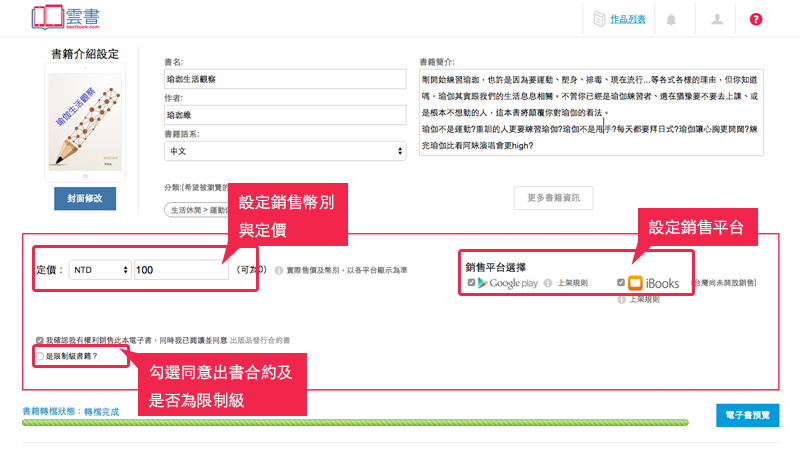 雲書
bestbook.com
作品列表
?
書籍介紹設定
瑜伽生活觀察
封面修改
書名:
瑜珈生活觀察
作者:
瑜珈維
書籍語系:
中文
分類:(希望被瀏覽的
生活休閒 > 運動
書籍簡介:
剛開始練習瑜珈，也許是因為要運動、塑身、排毒、現在流行...等各式各樣的理由，但你知道
嗎，瑜伽其實跟我們的生活息息相關。不管你已經是瑜伽練習者、還在猶豫要不要去上課、或
是根本不想動的人，這本書將顛覆你對瑜伽的看法。
瑜伽不是運動?重訓的人更要練習瑜伽?瑜伽不是甩手?每天都要拜日式?瑜伽讓心胸更開闊?練
完瑜伽比看阿妹演唱會更high?
更多書籍資訊
設定銷售幣別
與定價
設定銷售平台
定價：
NTD
100
(可為0)
實際售價及幣別，以各平台顯示為準
銷售平台選擇
Google play
上架規則
iBooks
(台灣尚未開放銷售)
上架規則
我確認我有權利銷售此本電子書，同時我已閱讀並同意 出版品發行合約書
是限制級書籍？
勾選同意出書合約及
是否為限制級
書籍轉檔狀態：轉檔完成
電子書預覽